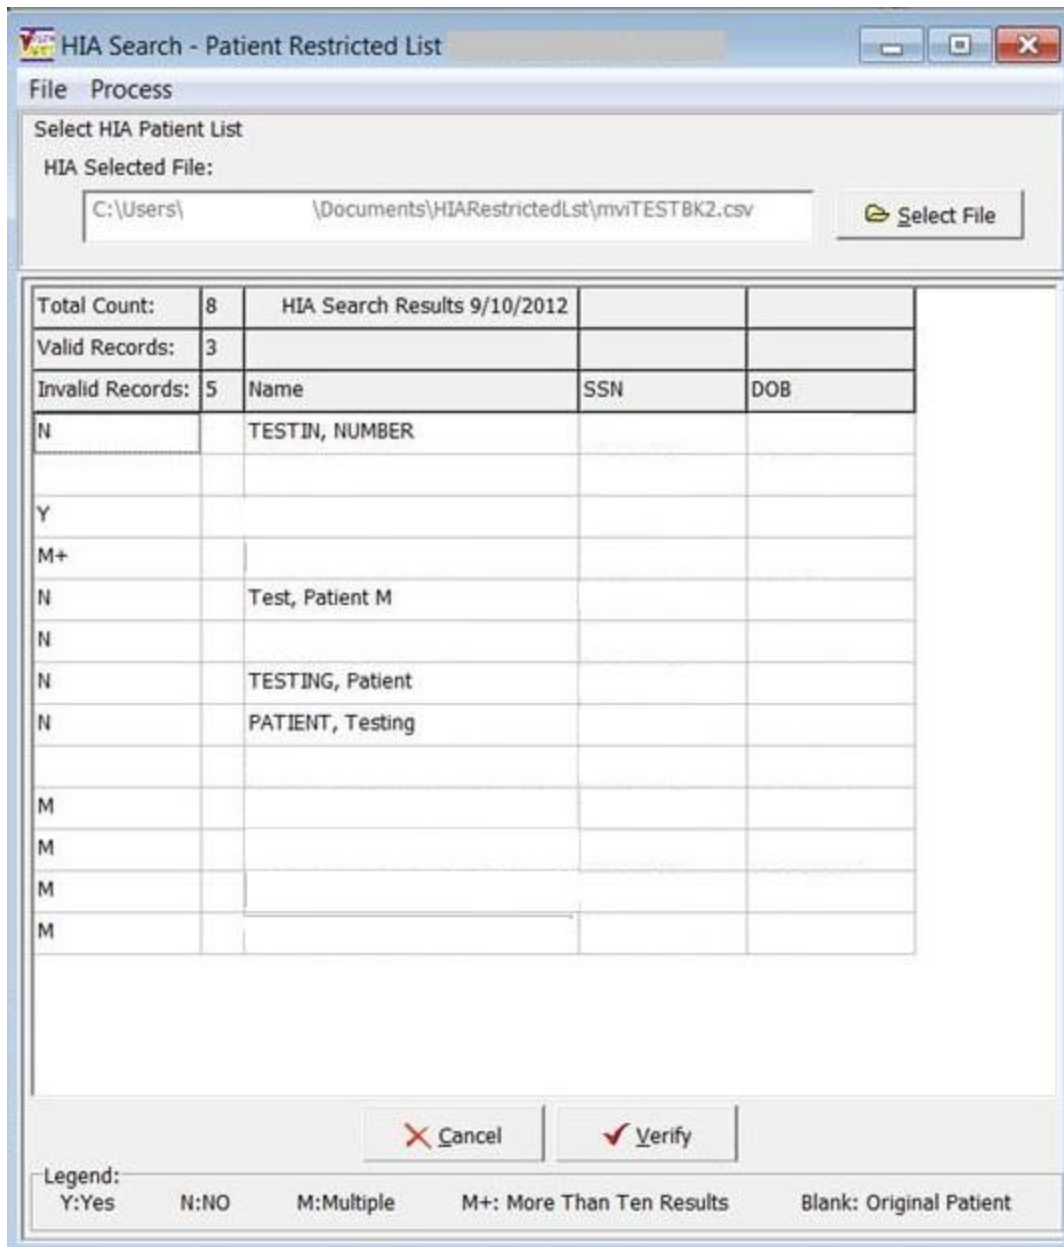 HIA Search - Patient Restricted List
File Process
Select HIA Patient List
HIA Selected File:
C:\Users\ \Documents\HIARestrictedLst\mviTESTBK2.csv Select File
Total Count: 8 HIA Search Results 9/10/2012
Valid Records: 3
Invalid Records: 5 Name SSN DOB
N TESTIN, NUMBER
Y
M+
N Test, Patient M
N
N TESTING, Patient
N PATIENT, Testing
M
M
M
M
Cancel Verify
Legend:
Y:Yes N:NO M:Multiple M+: More Than Ten Results Blank: Original Patient